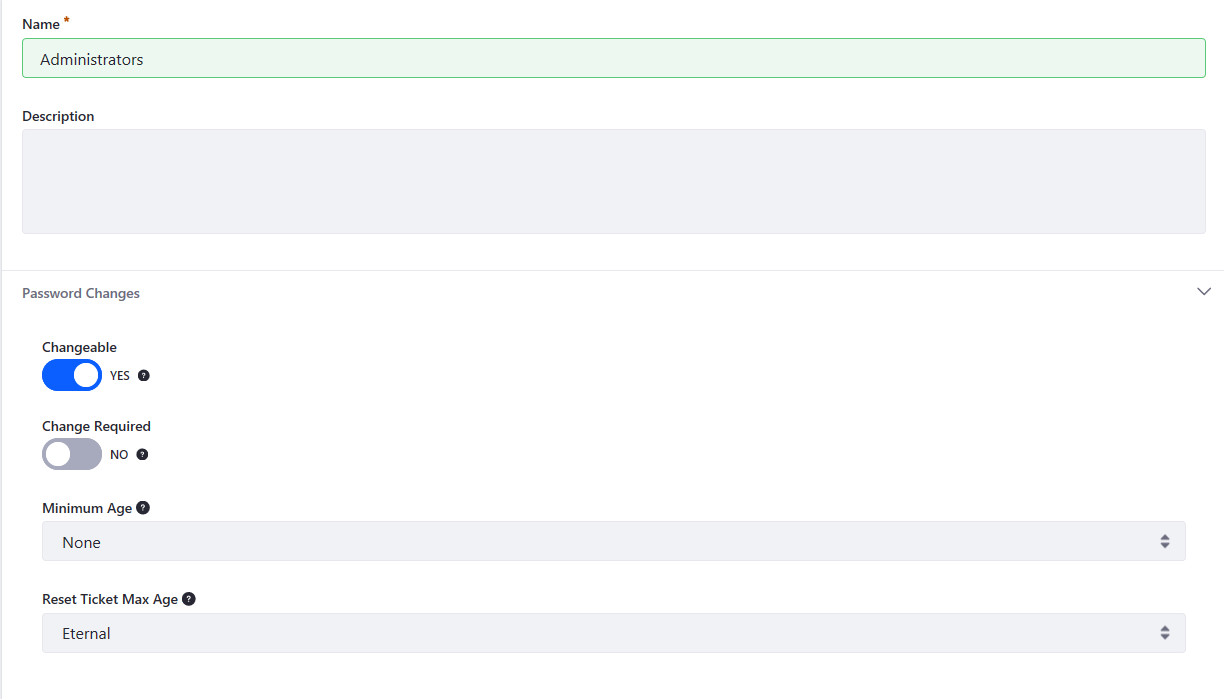 Name *
Administrators
Description
Password Changes
Changeable
YES ?
Change Required
NO ?
Minimum Age ?
None
Reset Ticket Max Age ?
Eternal